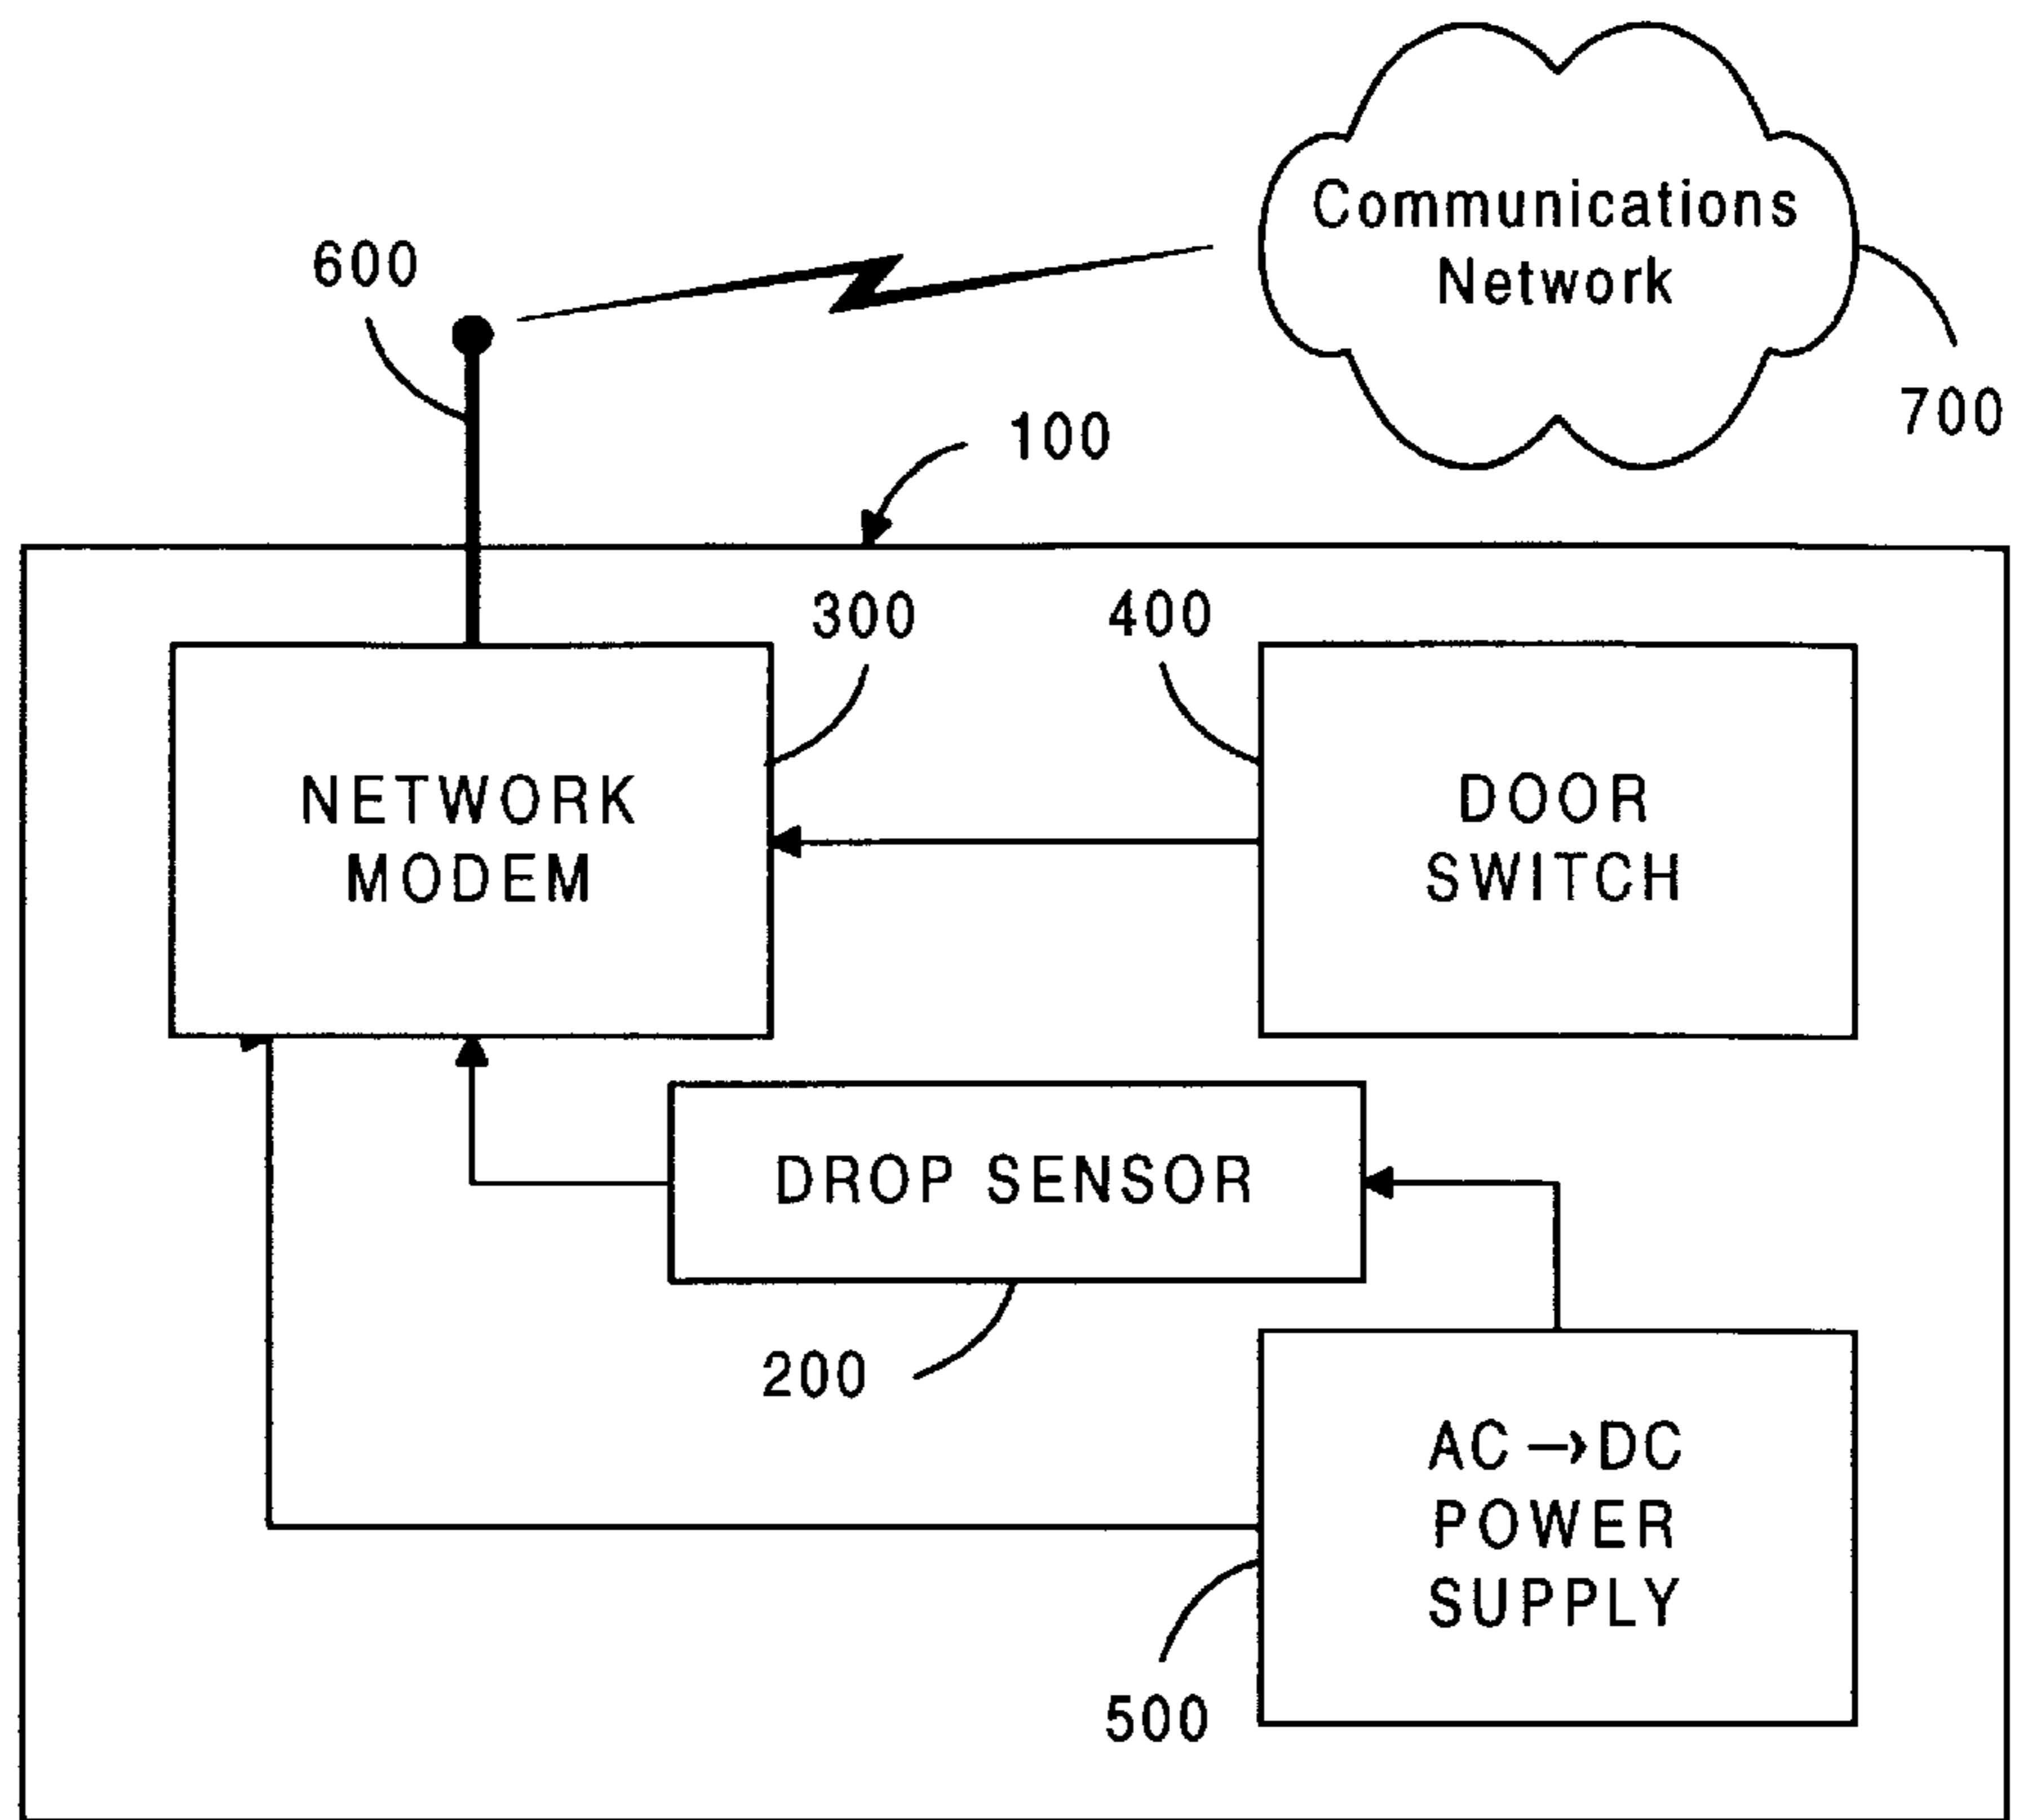 Communications
Network
600
700
100
300
400
NETWORK
MODEM
DOOR
SWITCH
DROP SENSOR
200
AC→DC
POWER
SUPPLY
500